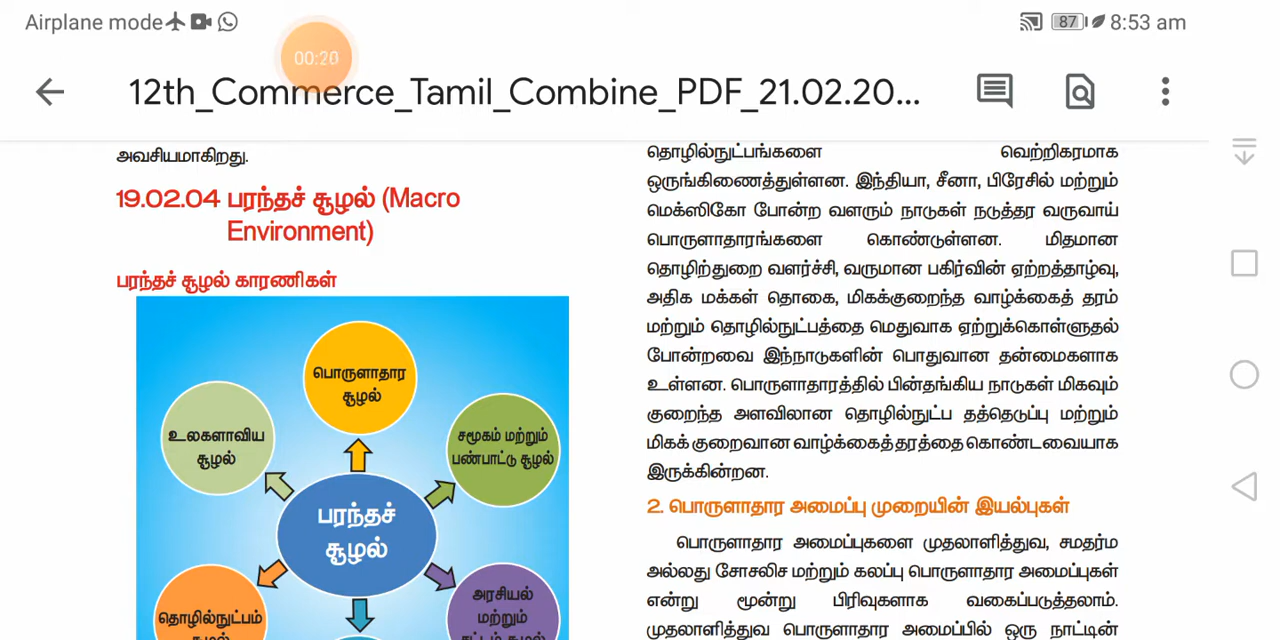 Airplane mode
87
8:53 am
00:20
12th_Commerce_Tamil_Combine_PDF_21.02.20...
அவசியமாகிறது.
19.02.04 பரந்தச் சூழல் (Macro
Environment)
பரந்தச் சூழல் காரணிகள்
பொருளாதார
சூழல்
உலகளாவிய
சூழல்
சமூகம் மற்றும்
பண்பாட்டு சூழல்
பரந்தச்
சூழல்
தொழில்நுட்பம்
சூழல்
அரசியல்
மற்றும்
சட்டம் சூழல்
தொழில்நுட்பங்களை வெற்றிகரமாக
ஒருங்கிணைத்துள்ளன. இந்தியா, சீனா, பிரேசில் மற்றும்
மெக்ஸிகோ போன்ற வளரும் நாடுகள் நடுத்தர வருவாய்
பொருளாதாரங்களை கொண்டுள்ளன. மிதமான
தொழிற்துறை வளர்ச்சி, வருமான பகிர்வின் ஏற்றத்தாழ்வு,
அதிக மக்கள் தொகை, மிகக்குறைந்த வாழ்க்கைத் தரம்
மற்றும் தொழில்நுட்பத்தை மெதுவாக ஏற்றுக்கொள்ளுதல்
போன்றவை இந்நாடுகளின் பொதுவான தன்மைகளாக
உள்ளன. பொருளாதாரத்தில் பின்தங்கிய நாடுகள் மிகவும்
குறைந்த அளவிலான தொழில்நுட்ப தத்தெடுப்பு மற்றும்
மிகக் குறைவான வாழ்க்கைத்தரத்தை கொண்டவையாக
இருக்கின்றன.
2. பொருளாதார அமைப்பு முறையின் இயல்புகள்
பொருளாதார அமைப்புகளை முதலாளித்துவ, சமதர்ம
அல்லது சோசலிச மற்றும் கலப்பு பொருளாதார அமைப்புகள்
என்று மூன்று பிரிவுகளாக வகைப்படுத்தலாம்.
முதலாளித்துவ பொருளாதார அமைப்பில் ஒரு நாட்டின்